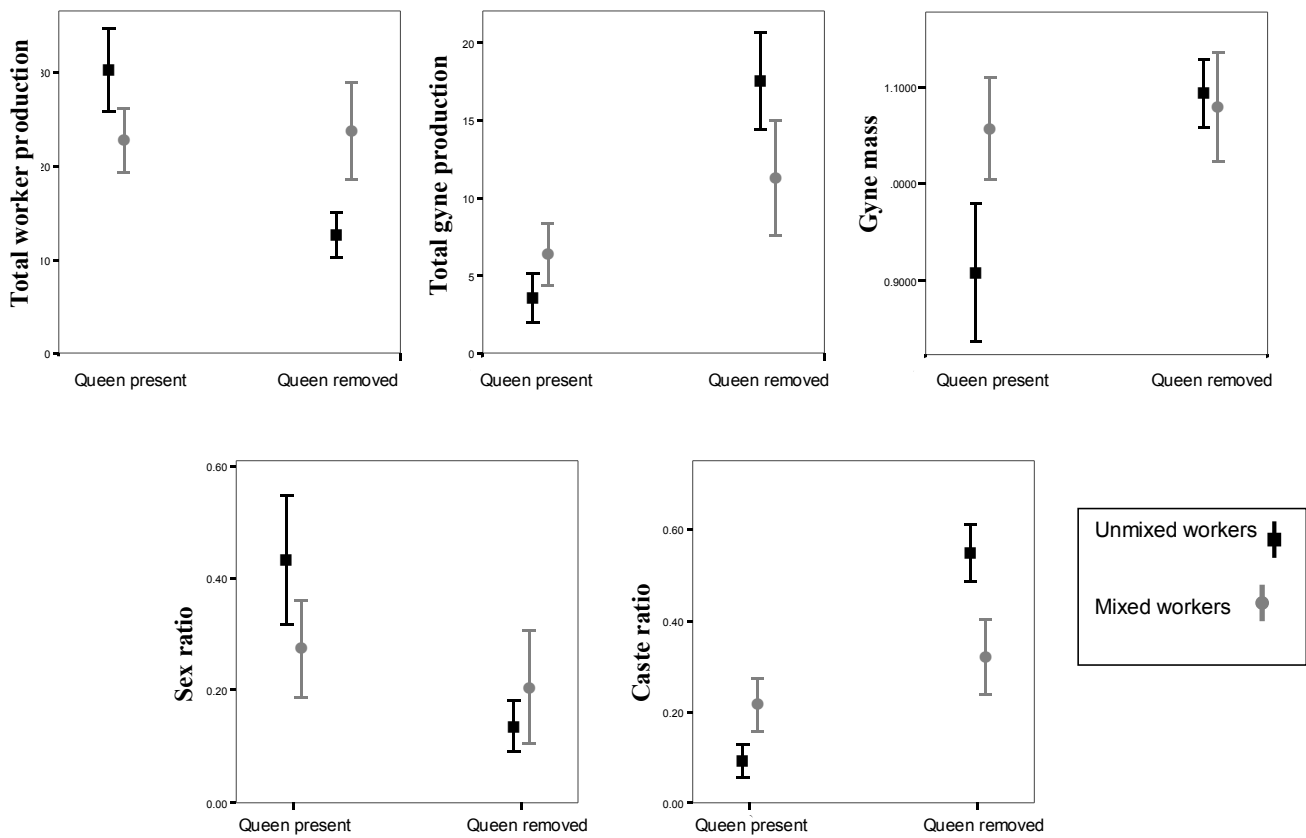 Total worker production
30
20
10
0
Queen present
Queen removed
Total gyne production
20
15
10
5
0
Queen present
Queen removed
Gyne mass
1.1000
.0000
0.9000
Queen present
Queen removed
Sex ratio
0.60
0.40
0.20
0.00
Queen present
Queen removed
Caste ratio
0.60
0.40
0.20
0.00
Queen present
Queen removed
Unmixed workers
Mixed workers